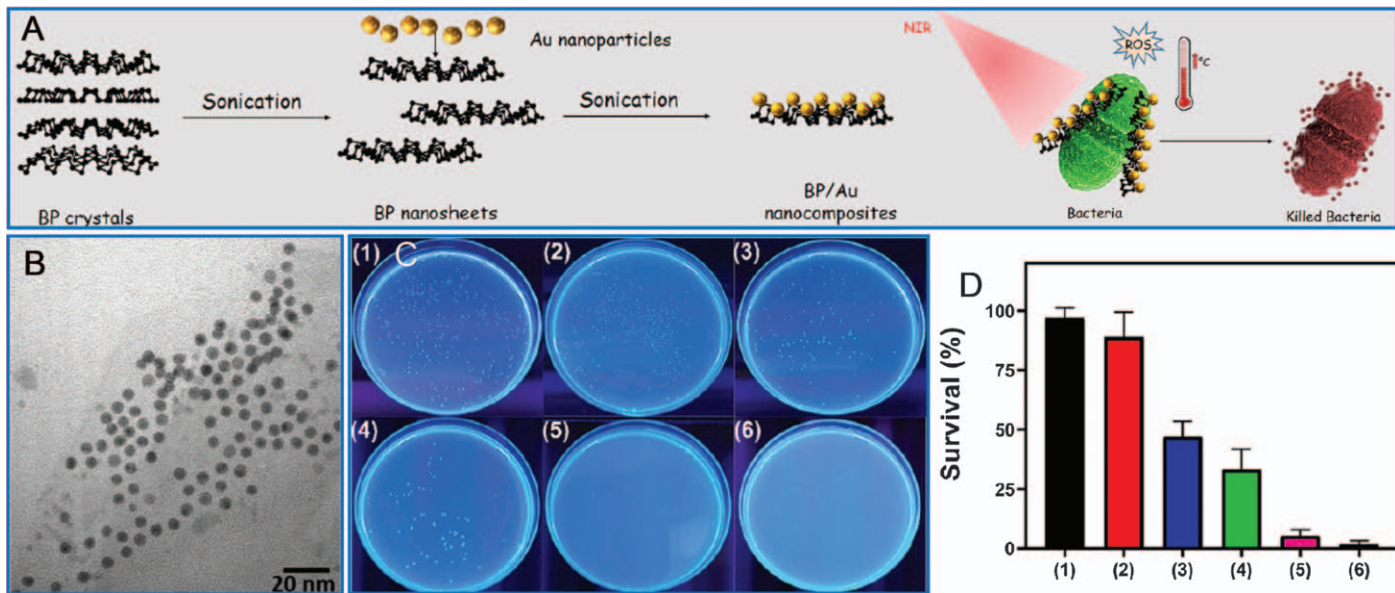 A
Au nanoparticles
NIR
ROS
°C
Sonication
Sonication
BP crystals
BP nanosheets
BP/Au
nanocomposites
Bacteria
Killed Bacteria
B
20 nm
C
(1)
(2)
(3)
(4)
(5)
(6)
D
Survival (%)
100
75
50
25
0
(1)
(2)
(3)
(4)
(5)
(6)